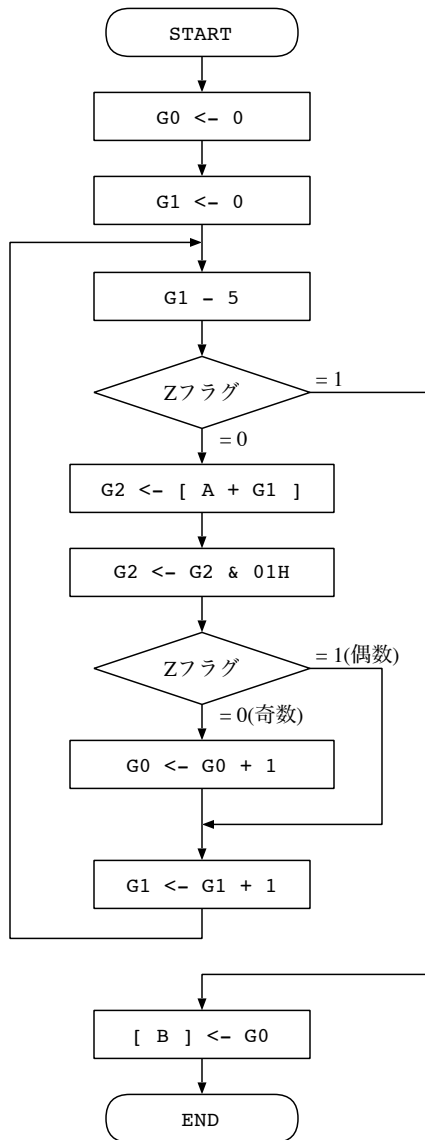 START
G0 <- 0
G1 <- 0
G1 - 5
Zフラグ
= 1
= 0
G2 <- [ A + G1 ]
G2 <- G2 & 01H
Zフラグ
= 1(偶数)
= 0(奇数)
G0 <- G0 + 1
G1 <- G1 + 1
[ B ] <- G0
END